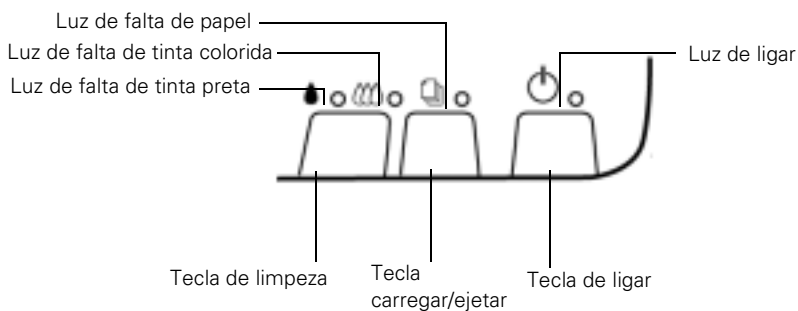 Luz de falta de papel
Luz de falta de tinta colorida
Luz de ligar
Luz de falta de tinta preta
Tecla de limpeza
Tecla
carregar/ejetar
Tecla de ligar